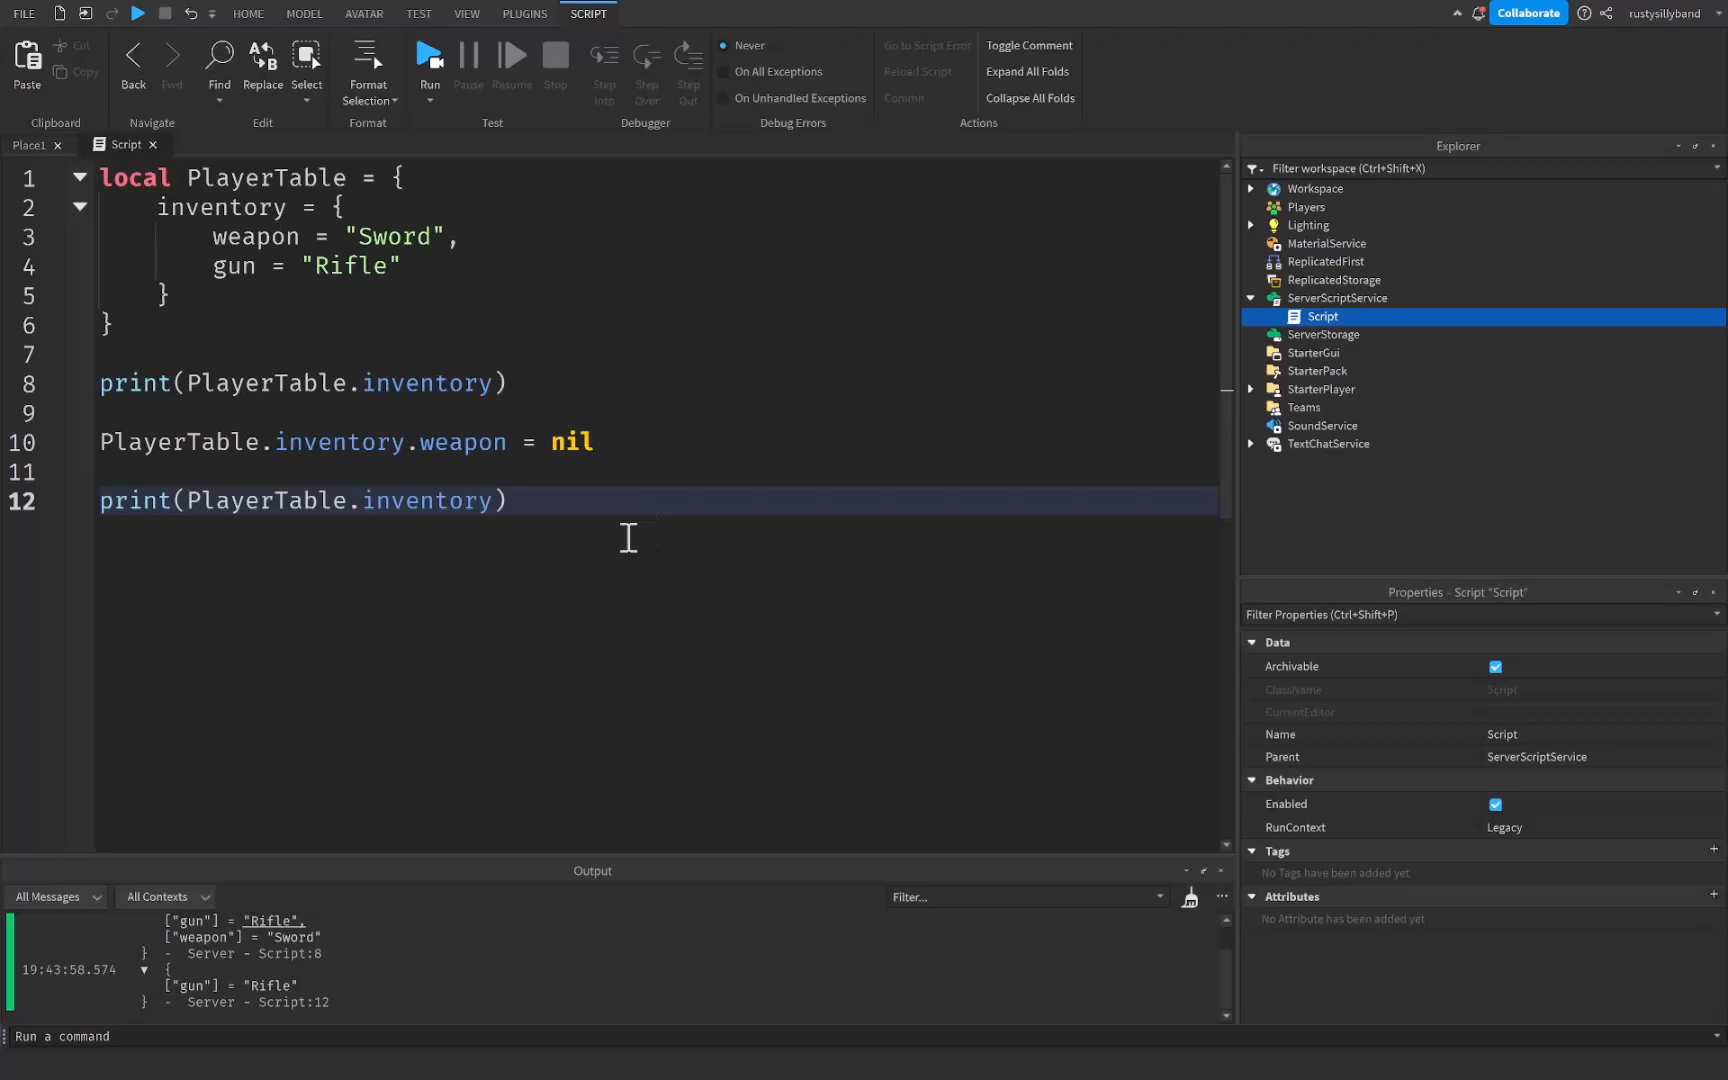 FILE HOME MODEL AVATAR TEST VIEW PLUGINS SCRIPT Collaborate rustysillyband
Paste Cut Copy Back Fwd Find Replace Select Format Selection Run Pause Resume Stop Step Into Step Over Step Out
Never
On All Exceptions
On Unhandled Exceptions
Go to Script Error
Reload Script
Commit
Toggle Comment
Expand All Folds
Collapse All Folds
Clipboard Navigate Edit Format Test Debugger Debug Errors Actions
Place1 Script
1 local PlayerTable = {
2 inventory = {
3 weapon = "Sword",
4 gun = "Rifle"
5 }
6 }
7
8 print(PlayerTable.inventory)
9
10 PlayerTable.inventory.weapon = nil
11
12 print(PlayerTable.inventory)
Explorer
Filter workspace (Ctrl+Shift+X)
Workspace
Players
Lighting
MaterialService
ReplicatedFirst
ReplicatedStorage
ServerScriptService
Script
ServerStorage
StarterGui
StarterPack
StarterPlayer
Teams
SoundService
TextChatService
Properties - Script "Script"
Filter Properties (Ctrl+Shift+P)
Data
Archivable
ClassName Script
CurrentEditor
Name Script
Parent ServerScriptService
Behavior
Enabled
RunContext Legacy
Tags
No Tags have been added yet
Attributes
No Attribute has been added yet
Output
All Messages All Contexts Filter...
["gun"] = "Rifle",
["weapon"] = "Sword"
} - Server - Script:8
19:43:58.574 {
["gun"] = "Rifle"
} - Server - Script:12
Run a command